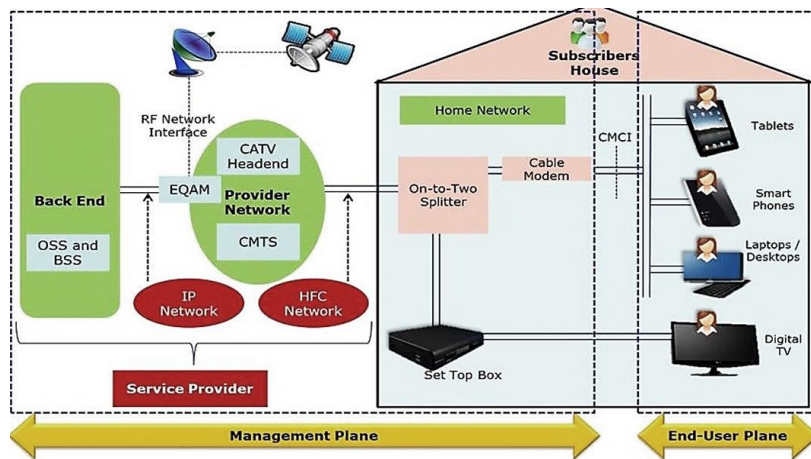 Subscribers
House
RF Network
Interface
Home Network
CATV
Headend
CMCI
Tablets
Back End
EQAM
Provider
Network
On-to-Two
Splitter
Cable
Modem
OSS and
BSS
CMTS
Smart
Phones
Laptops /
Desktops
IP
Network
HFC
Network
Set Top Box
Digital
TV
Service Provider
Management Plane
End-User Plane